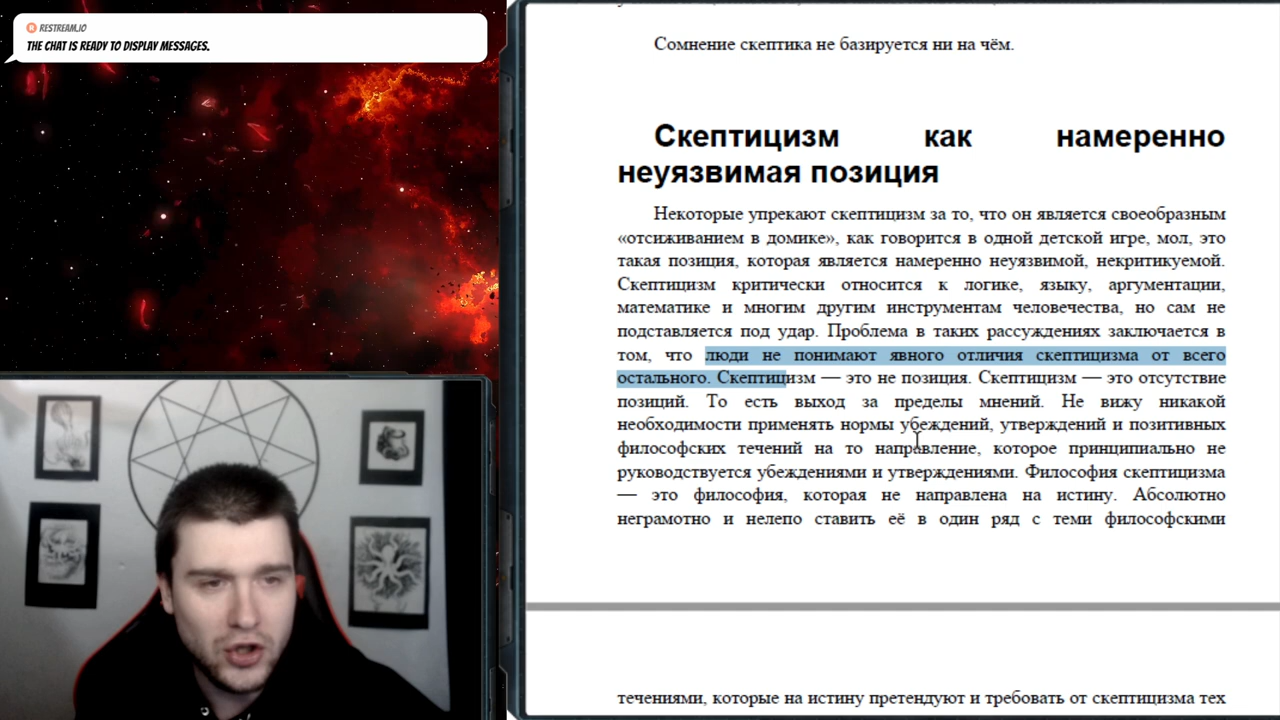 RESTREAM.IO
THE CHAT IS READY TO DISPLAY MESSAGES.
Сомнение скептика не базируется ни на чём.
Скептицизм как намеренно
неуязвимая позиция
Некоторые упрекают скептицизм за то, что он является своеобразным
«отсиживанием в домике», как говорится в одной детской игре, мол, это
такая позиция, которая является намеренно неуязвимой, некритикуемой.
Скептицизм критически относится к логике, языку, аргументации,
математике и многим другим инструментам человечества, но сам не
подставляется под удар. Проблема в таких рассуждениях заключается в
том, что люди не понимают явного отличия скептицизма от всего
остального. Скептицизм — это не позиция. Скептицизм — это отсутствие
позиций. То есть выход за пределы мнений. Не вижу никакой
необходимости применять нормы убеждений, утверждений и позитивных
философских течений на то направление, которое принципиально не
руководствуется убеждениями и утверждениями. Философия скептицизма
— это философия, которая не направлена на истину. Абсолютно
неграмотно и нелепо ставить её в один ряд с теми философскими
течениями, которые на истину претендуют и требовать от скептицизма тех